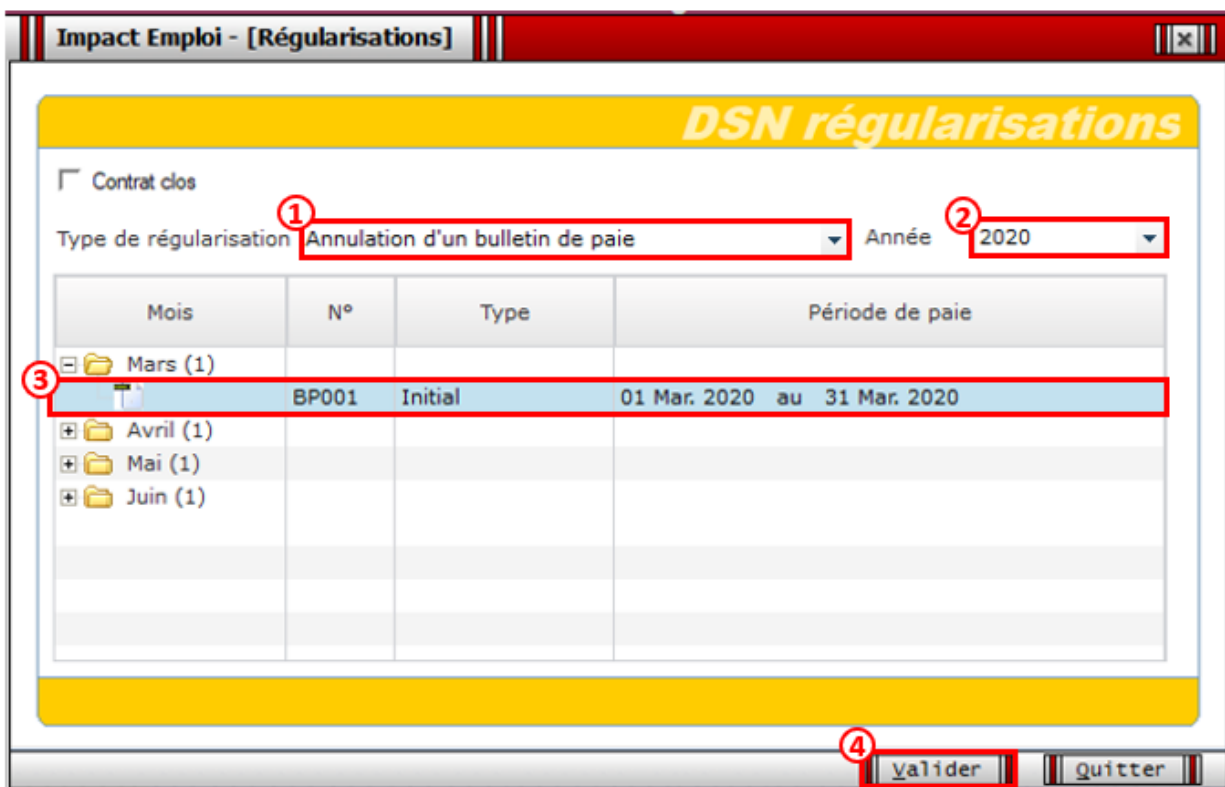 Impact Emploi - [Régularisations]
DSN régularisations
Contrat clos
1 2
Type de régularisation Annulation d'un bulletin de paie Année 2020
Mois N° Type Période de paie
Mars (1)
3
BP001 Initial 01 Mar. 2020 au 31 Mar. 2020
Avril (1)
Mai (1)
Juin (1)
4
Valider Quitter